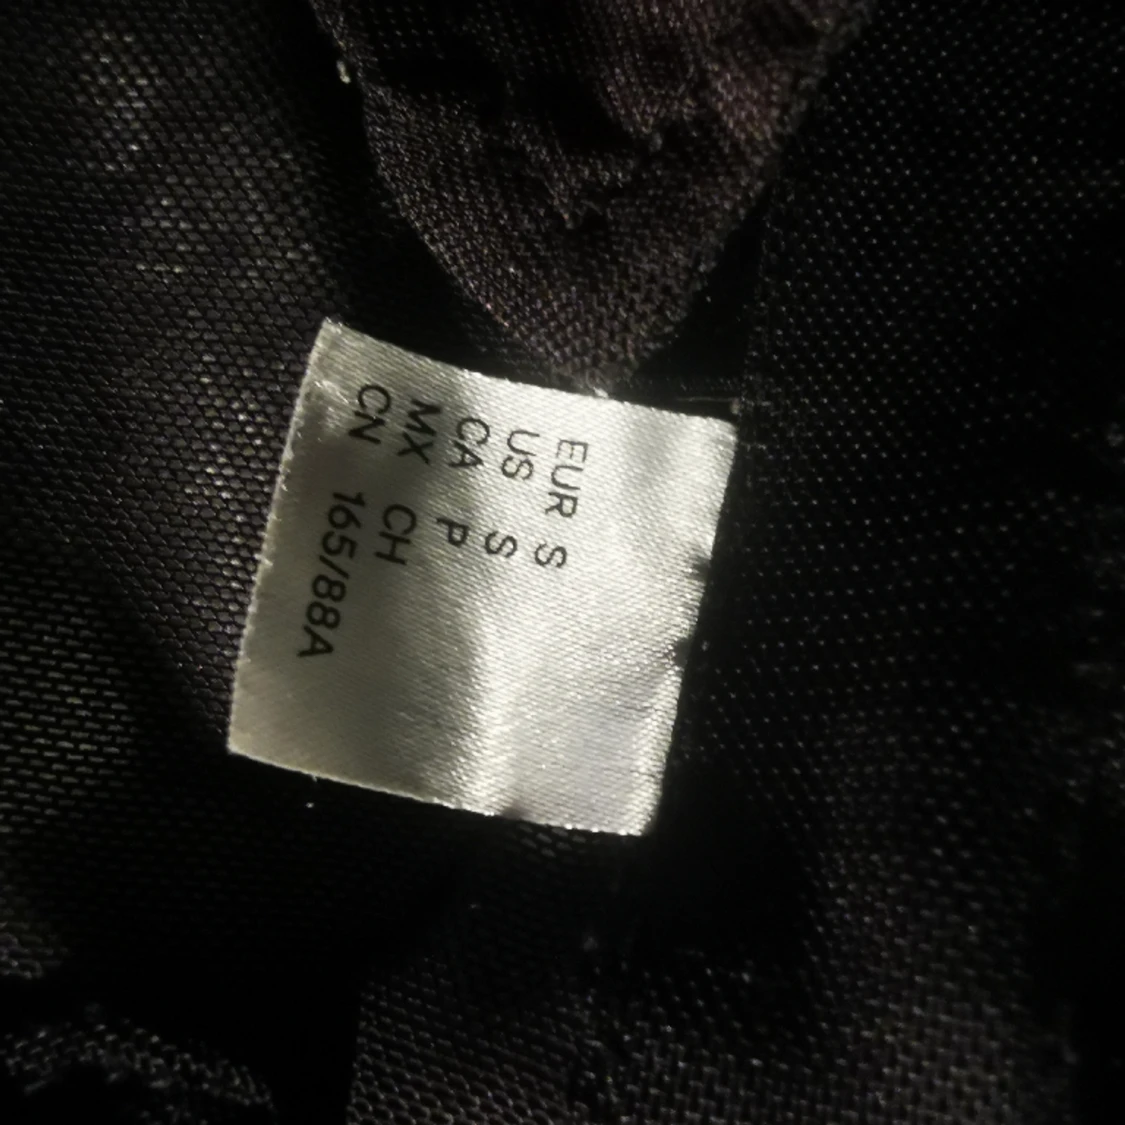 EUR S
US S
CA P
MX CH
CN 165/88A